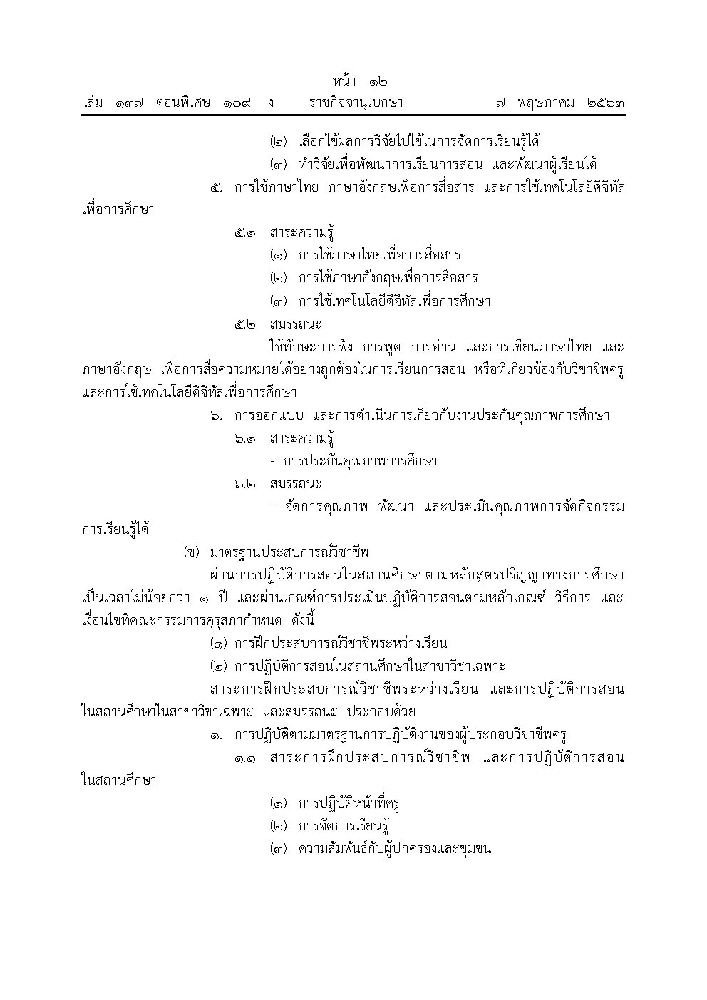 หน้า ๑๒
เล่ม ๑๓๗ ตอนพิเศษ ๑๐๙ ง ราชกิจจานุเบกษา ๗ พฤษภาคม ๒๕๖๓
(๒) เลือกใช้ผลการวิจัยไปใช้ในการจัดการเรียนรู้ได้
(๓) ทำวิจัยเพื่อพัฒนาการเรียนการสอน และพัฒนาผู้เรียนได้
๕. การใช้ภาษาไทย ภาษาอังกฤษเพื่อการสื่อสาร และการใช้เทคโนโลยีดิจิทัล
เพื่อการศึกษา
๕.๑ สาระความรู้
(๑) การใช้ภาษาไทยเพื่อการสื่อสาร
(๒) การใช้ภาษาอังกฤษเพื่อการสื่อสาร
(๓) การใช้เทคโนโลยีดิจิทัลเพื่อการศึกษา
๕.๒ สมรรถนะ
ใช้ทักษะการฟัง การพูด การอ่าน และการเขียนภาษาไทย และ
ภาษาอังกฤษ เพื่อการสื่อความหมายได้อย่างถูกต้องในการเรียนการสอน หรือที่เกี่ยวข้องกับวิชาชีพครู
และการใช้เทคโนโลยีดิจิทัลเพื่อการศึกษา
๖. การออกแบบ และการดำเนินการเกี่ยวกับงานประกันคุณภาพการศึกษา
๖.๑ สาระความรู้
- การประกันคุณภาพการศึกษา
๖.๒ สมรรถนะ
- จัดการคุณภาพ พัฒนา และประเมินคุณภาพการจัดกิจกรรม
การเรียนรู้ได้
(ข) มาตรฐานประสบการณ์วิชาชีพ
ผ่านการปฏิบัติการสอนในสถานศึกษาตามหลักสูตรปริญญาทางการศึกษา
เป็นเวลาไม่น้อยกว่า ๑ ปี และผ่านเกณฑ์การประเมินปฏิบัติการสอนตามหลักเกณฑ์ วิธีการ และ
เงื่อนไขที่คณะกรรมการคุรุสภากำหนด ดังนี้
(๑) การฝึกประสบการณ์วิชาชีพระหว่างเรียน
(๒) การปฏิบัติการสอนในสถานศึกษาในสาขาวิชาเฉพาะ
สาระการฝึกประสบการณ์วิชาชีพระหว่างเรียน และการปฏิบัติการสอน
ในสถานศึกษาในสาขาวิชาเฉพาะ และสมรรถนะ ประกอบด้วย
๑. การปฏิบัติตามมาตรฐานการปฏิบัติงานของผู้ประกอบวิชาชีพครู
๑.๑ สาระการฝึกประสบการณ์วิชาชีพ และการปฏิบัติการสอน
ในสถานศึกษา
(๑) การปฏิบัติหน้าที่ครู
(๒) การจัดการเรียนรู้
(๓) ความสัมพันธ์กับผู้ปกครองและชุมชน